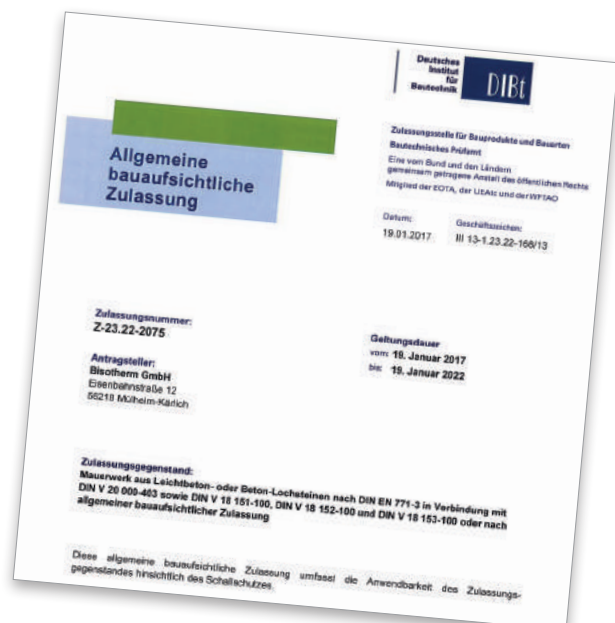 Deutsches
Institut
für
Bautechnik
DIBt
Allgemeine
bauaufsichtliche
Zulassung
Zulassungsstelle für Bauprodukte und Bauarten
Bautechnisches Prüfamt
Eine vom Bund und den Ländern
gemeinsam getragene Anstalt des öffentlichen Rechts
Mitglied der EOTA, der UEAtc und der WFTAO
Datum:
Geschäftszeichen:
19.01.2017
III 13-1.23.22-166/13
Zulassungsnummer:
Z-23.22-2075
Antragsteller:
Bisotherm GmbH
Eisenbahnstraße 12
56218 Mülheim-Kärlich
Geltungsdauer
vom: 19. Januar 2017
bis: 19. Januar 2022
Zulassungsgegenstand:
Mauerwerk aus Leichtbeton- oder Beton-Lochsteinen nach DIN EN 771-3 in Verbindung mit
DIN V 20 000-403 sowie DIN V 18 151-100, DIN V 18 152-100 und DIN V 18 153-100 oder nach
allgemeiner bauaufsichtlicher Zulassung
Diese allgemeine bauaufsichtliche Zulassung umfasst die Anwendbarkeit des Zulassungs-
gegenstandes hinsichtlich des Schallschutzes.